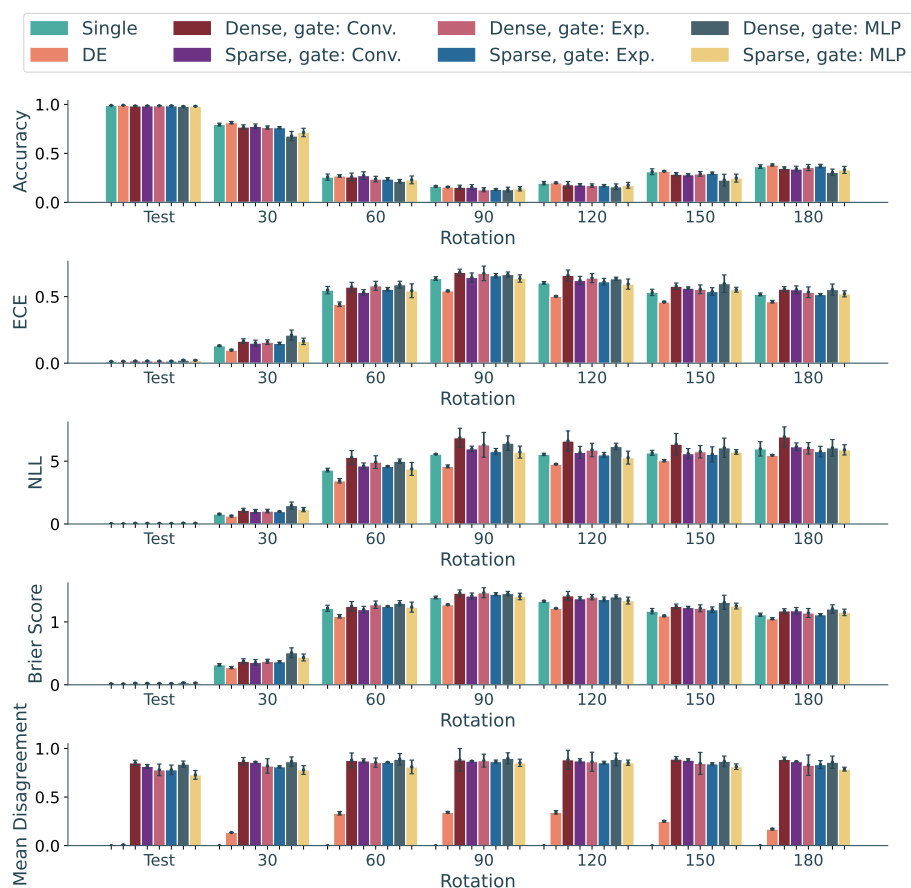 Single Dense, gate: Conv. Dense, gate: Exp. Dense, gate: MLP
DE Sparse, gate: Conv. Sparse, gate: Exp. Sparse, gate: MLP
Accuracy
1.0
0.5
0.0
Test 30 60 90 120 150 180
Rotation
ECE
0.5
0.0
Test 30 60 90 120 150 180
Rotation
NLL
5
0
Test 30 60 90 120 150 180
Rotation
Brier Score
1
0
Test 30 60 90 120 150 180
Rotation
Mean Disagreement
1.0
0.5
0.0
Test 30 60 90 120 150 180
Rotation